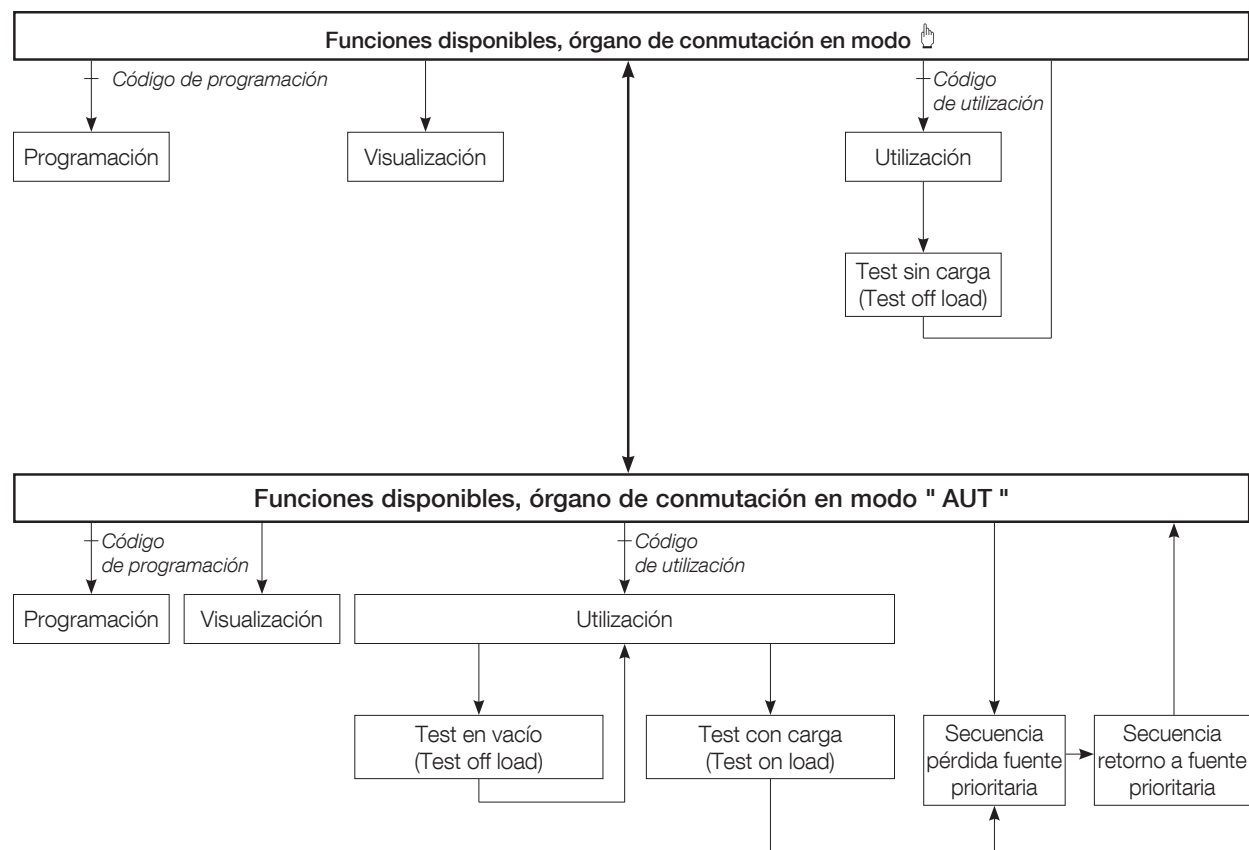 Funciones disponibles, órgano de conmutación en modo
Código de programación
Código
de utilización
Programación
Visualización
Utilización
Test sin carga
(Test off load)
Funciones disponibles, órgano de conmutación en modo " AUT "
Código
de programación
Código
de utilización
Programación
Visualización
Utilización
Test en vacío
(Test off load)
Test con carga
(Test on load)
Secuencia
pérdida fuente
prioritaria
Secuencia
retorno a fuente
prioritaria